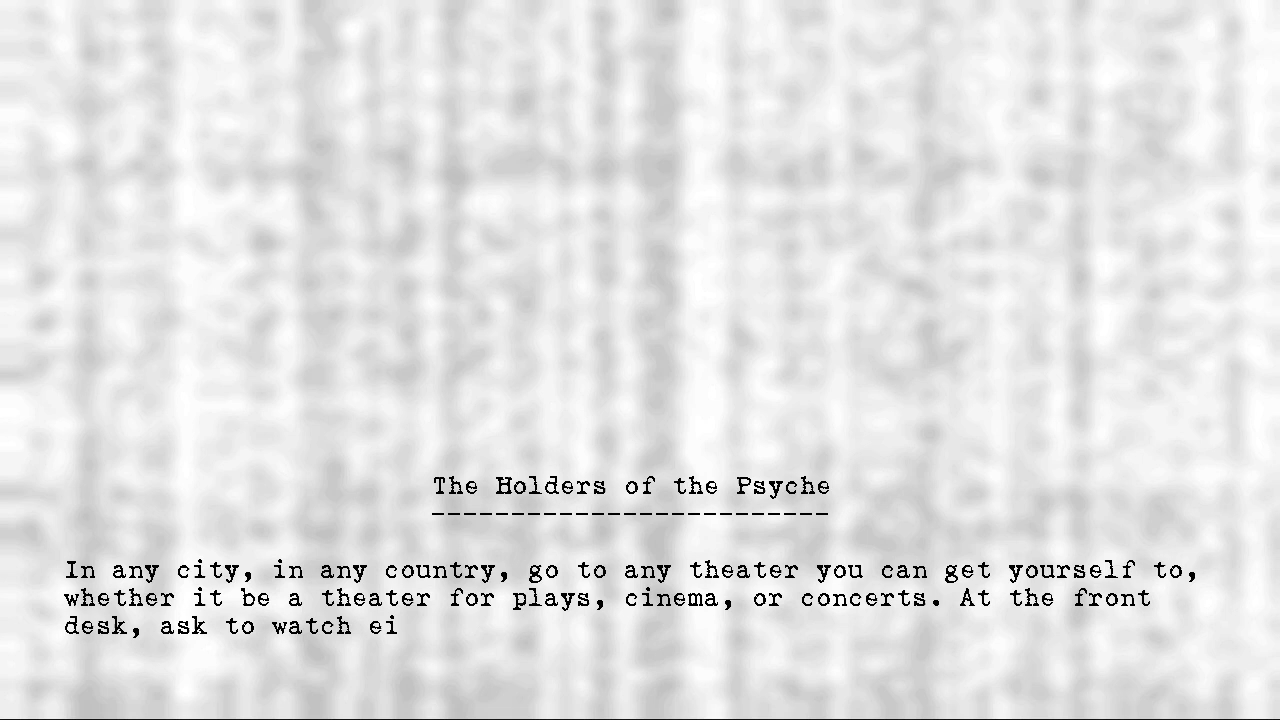 The Holders of the Psyche
-------------------------
In any city, in any country, go to any theater you can get yourself to,
whether it be a theater for plays, cinema, or concerts. At the front
desk, ask to watch ei